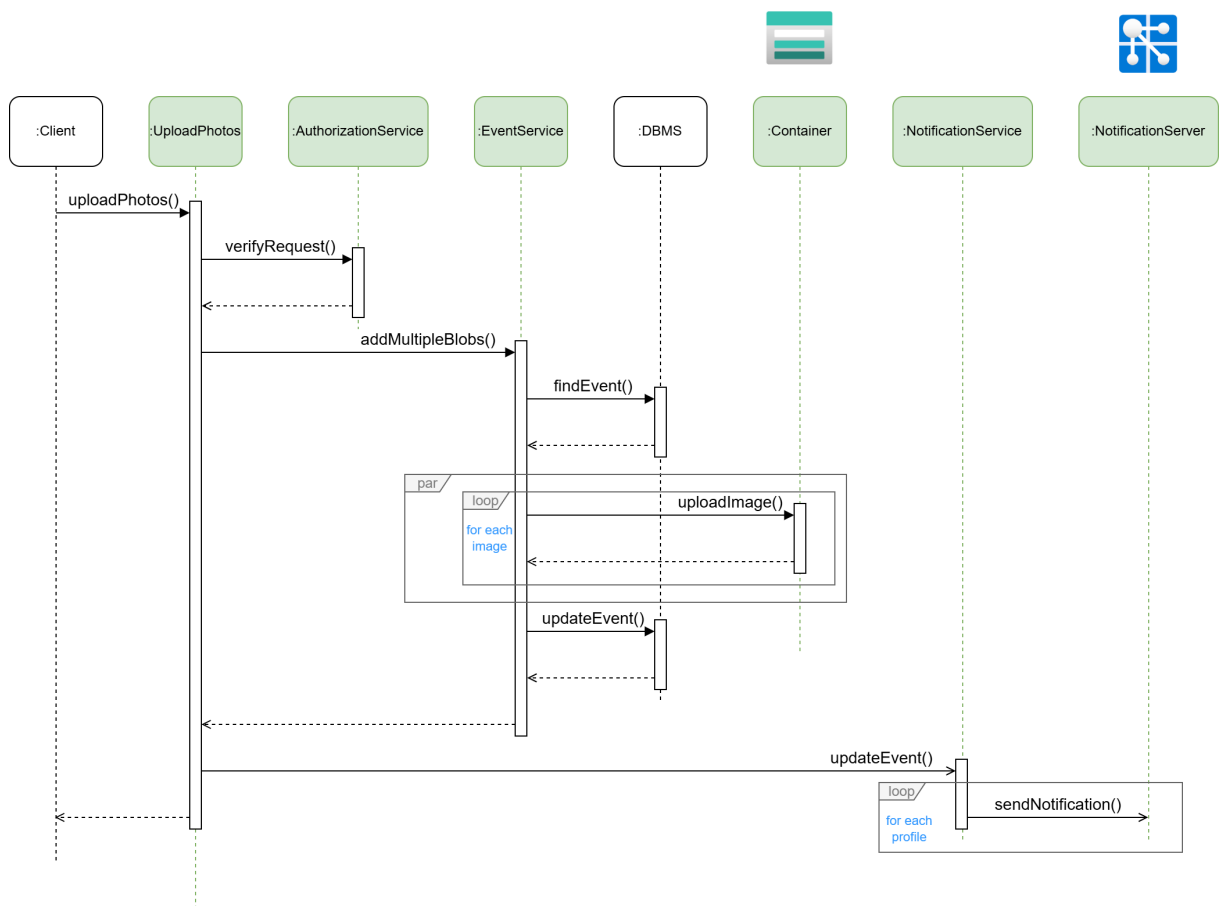 :Client
:UploadPhotos
:AuthorizationService
:EventService
:DBMS
:Container
:NotificationService
:NotificationServer
uploadPhotos()
verifyRequest()
addMultipleBlobs()
findEvent()
par
loop
uploadImage()
for each
image
updateEvent()
updateEvent()
loop
sendNotification()
for each
profile